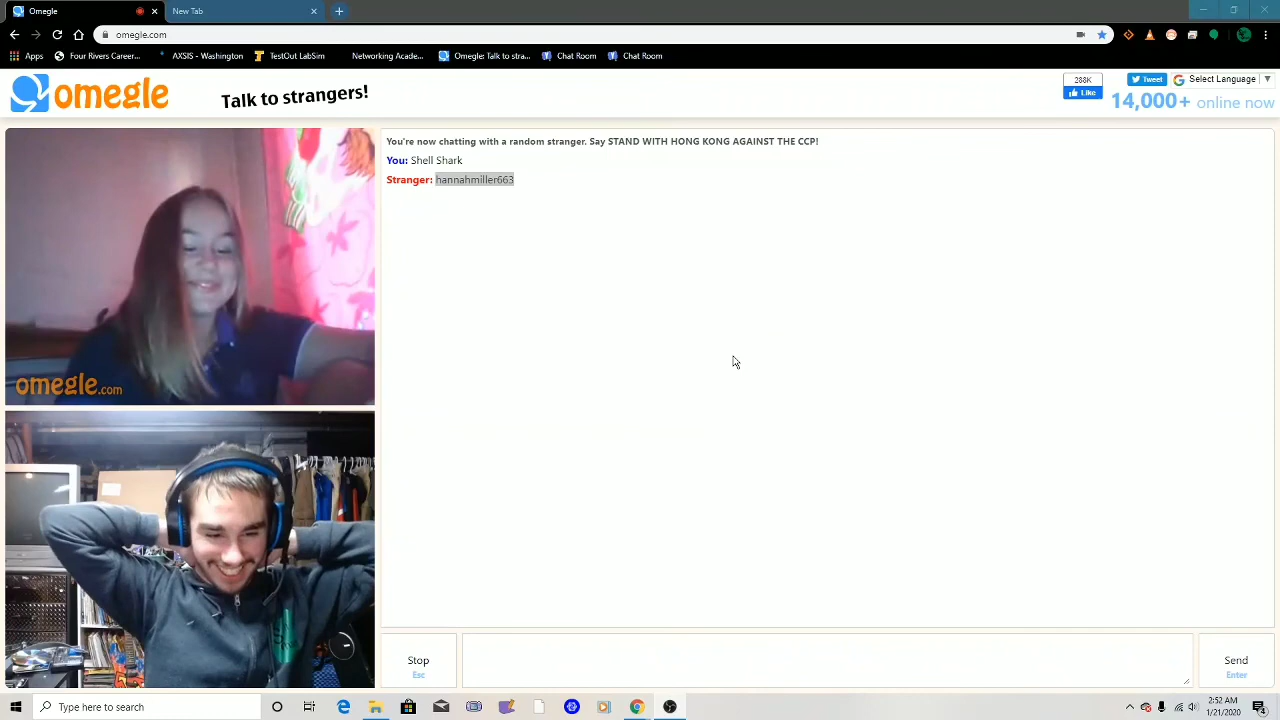 Omegle
New Tab
omegle.com
Apps
Four Rivers Career...
AXSIS - Washington
TestOut LabSim
Networking Acade...
Omegle: Talk to stra...
Chat Room
Chat Room
omegle
Talk to strangers!
288K
Like
Tweet
Select Language
14,000+ online now
You're now chatting with a random stranger. Say STAND WITH HONG KONG AGAINST THE CCP!
You: Shell Shark
Stranger: hannahmiller663
omegle.com
Stop
Esc
Send
Enter
Type here to search
2:52 AM
1/21/2020